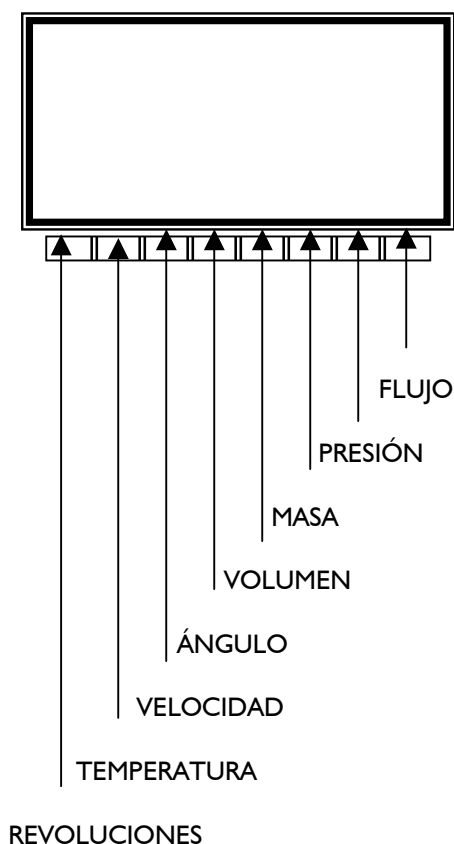 FLUJO
PRESIÓN
MASA
VOLUMEN
ÁNGULO
VELOCIDAD
TEMPERATURA
REVOLUCIONES